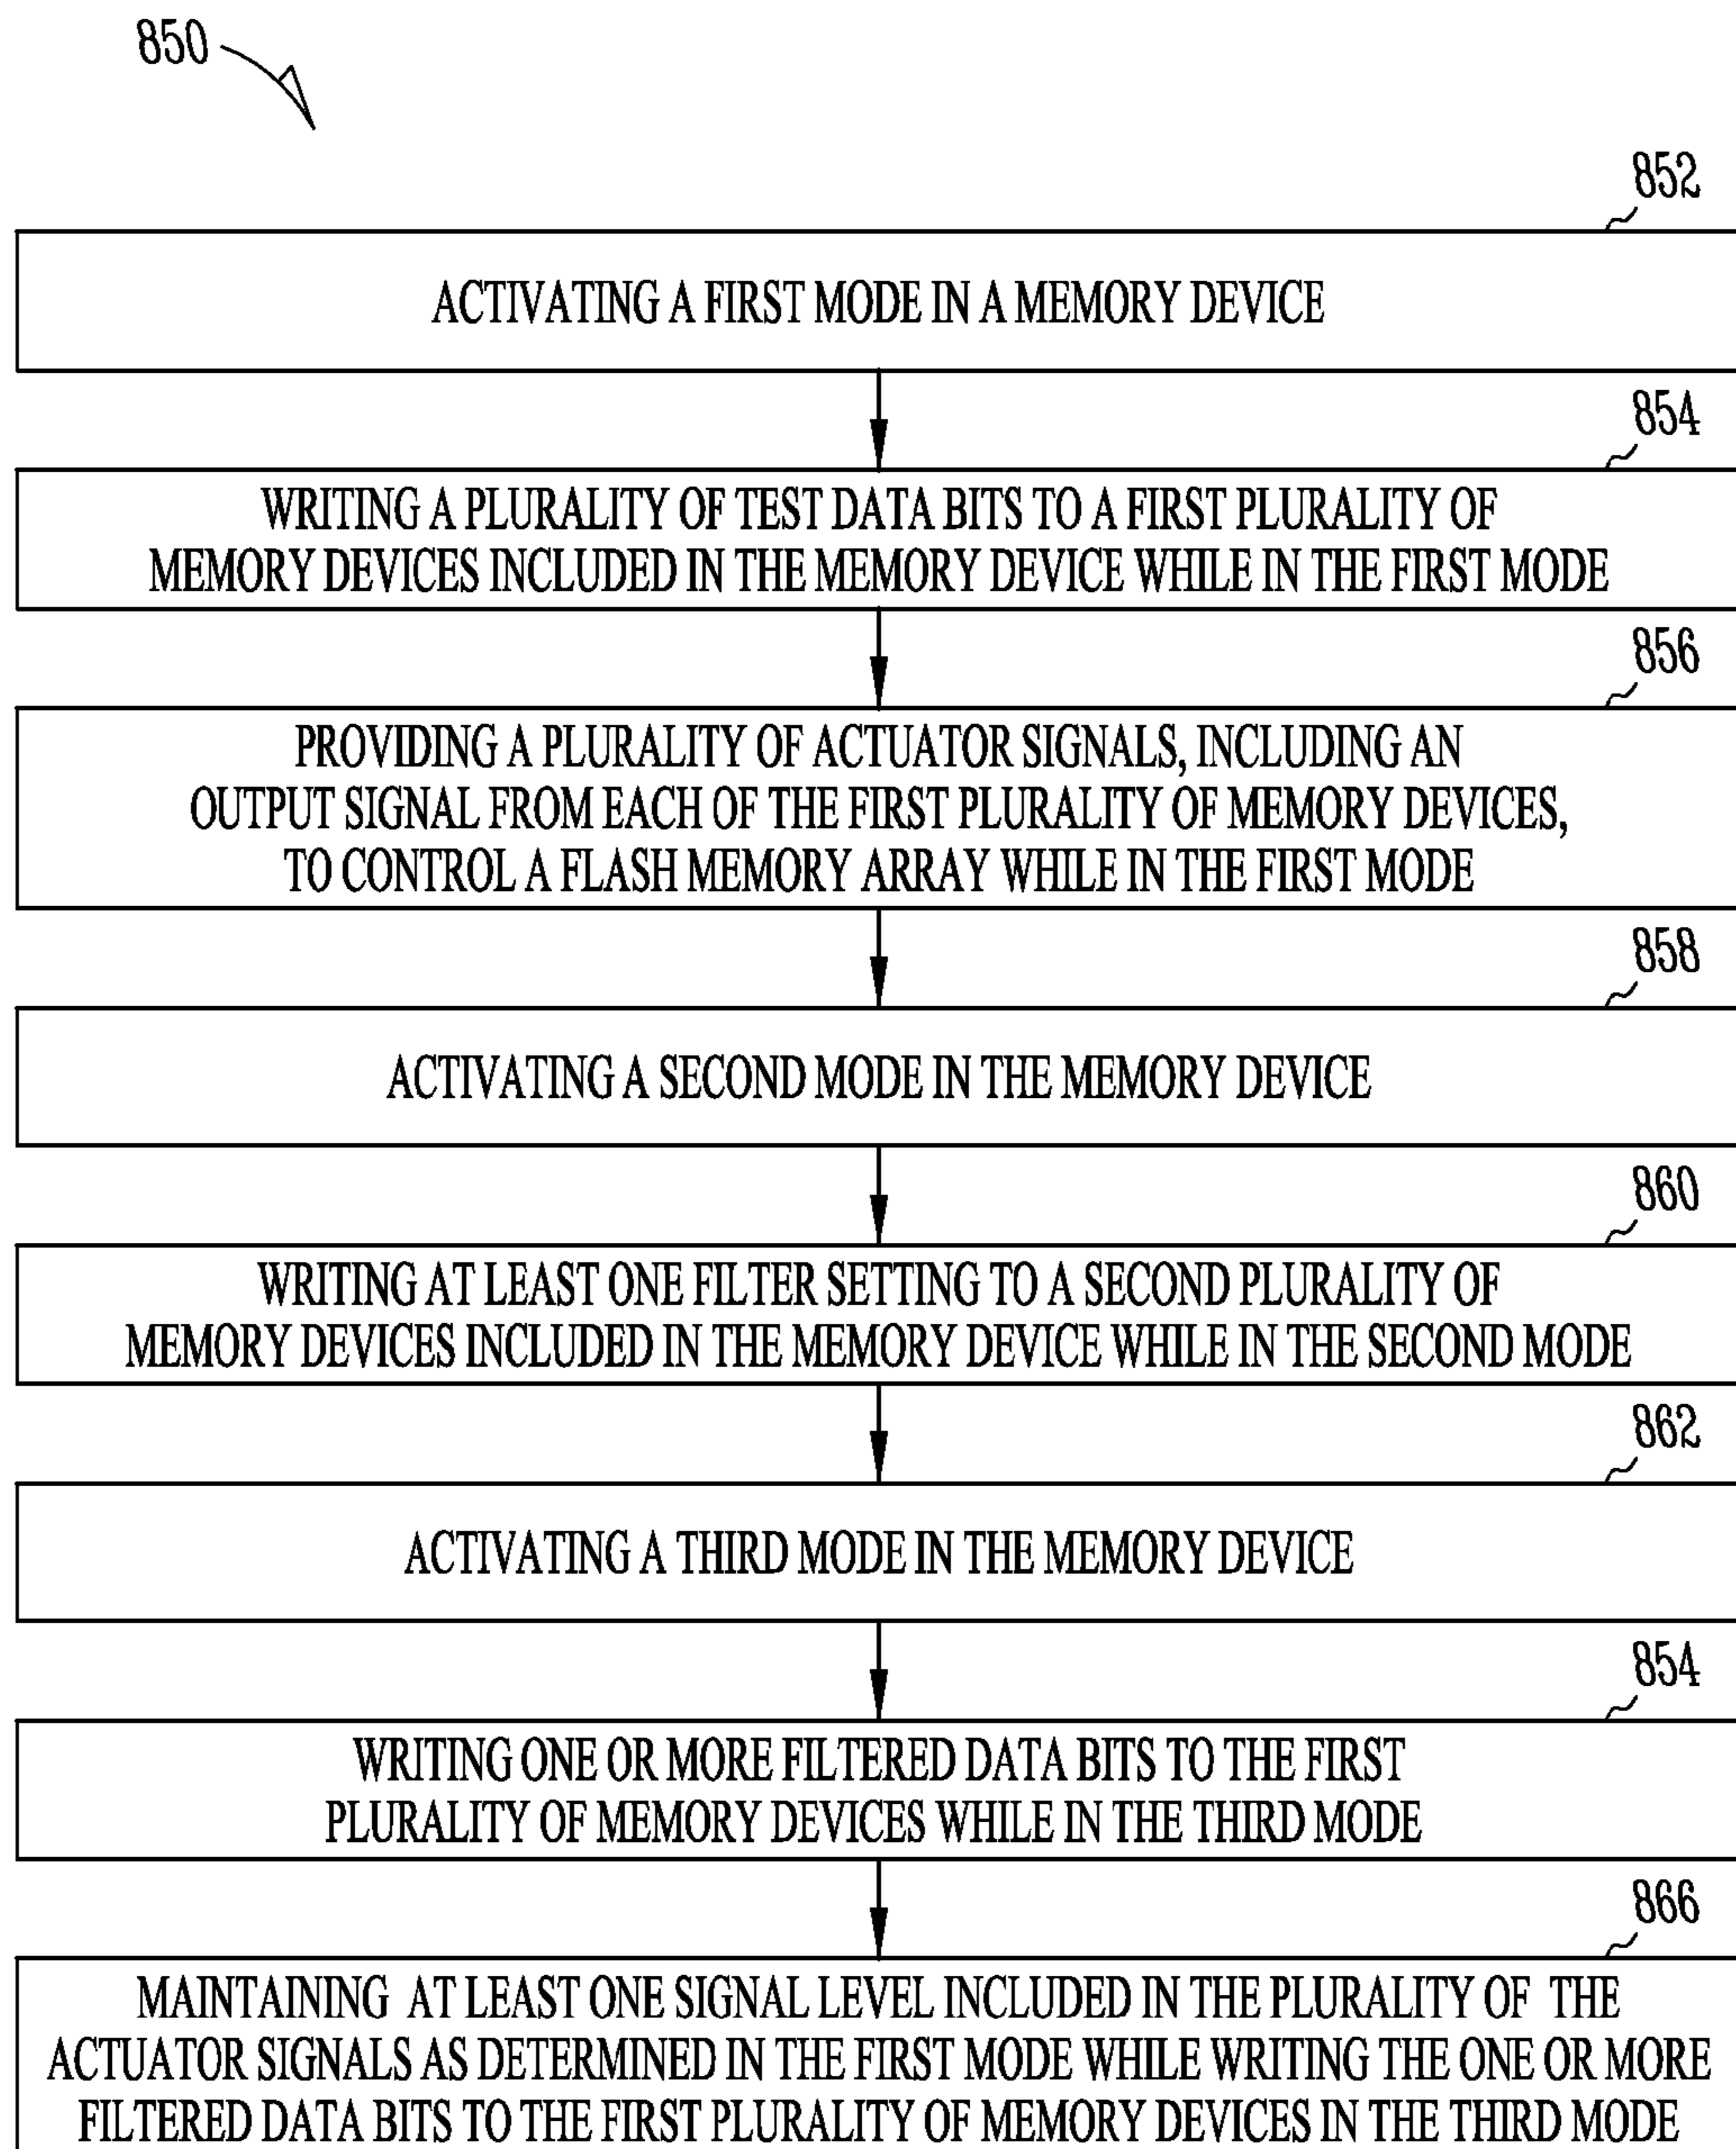 850
852
ACTIVATING A FIRST MODE IN A MEMORY DEVICE
854
WRITING A PLURALITY OF TEST DATA BITS TO A FIRST PLURALITY OF
MEMORY DEVICES INCLUDED IN THE MEMORY DEVICE WHILE IN THE FIRST MODE
856
PROVIDING A PLURALITY OF ACTUATOR SIGNALS, INCLUDING AN
OUTPUT SIGNAL FROM EACH OF THE FIRST PLURALITY OF MEMORY DEVICES,
TO CONTROL A FLASH MEMORY ARRAY WHILE IN THE FIRST MODE
858
ACTIVATING A SECOND MODE IN THE MEMORY DEVICE
860
WRITING AT LEAST ONE FILTER SETTING TO A SECOND PLURALITY OF
MEMORY DEVICES INCLUDED IN THE MEMORY DEVICE WHILE IN THE SECOND MODE
862
ACTIVATING A THIRD MODE IN THE MEMORY DEVICE
854
WRITING ONE OR MORE FILTERED DATA BITS TO THE FIRST
PLURALITY OF MEMORY DEVICES WHILE IN THE THIRD MODE
866
MAINTAINING AT LEAST ONE SIGNAL LEVEL INCLUDED IN THE PLURALITY OF THE
ACTUATOR SIGNALS AS DETERMINED IN THE FIRST MODE WHILE WRITING THE ONE OR MORE
FILTERED DATA BITS TO THE FIRST PLURALITY OF MEMORY DEVICES IN THE THIRD MODE